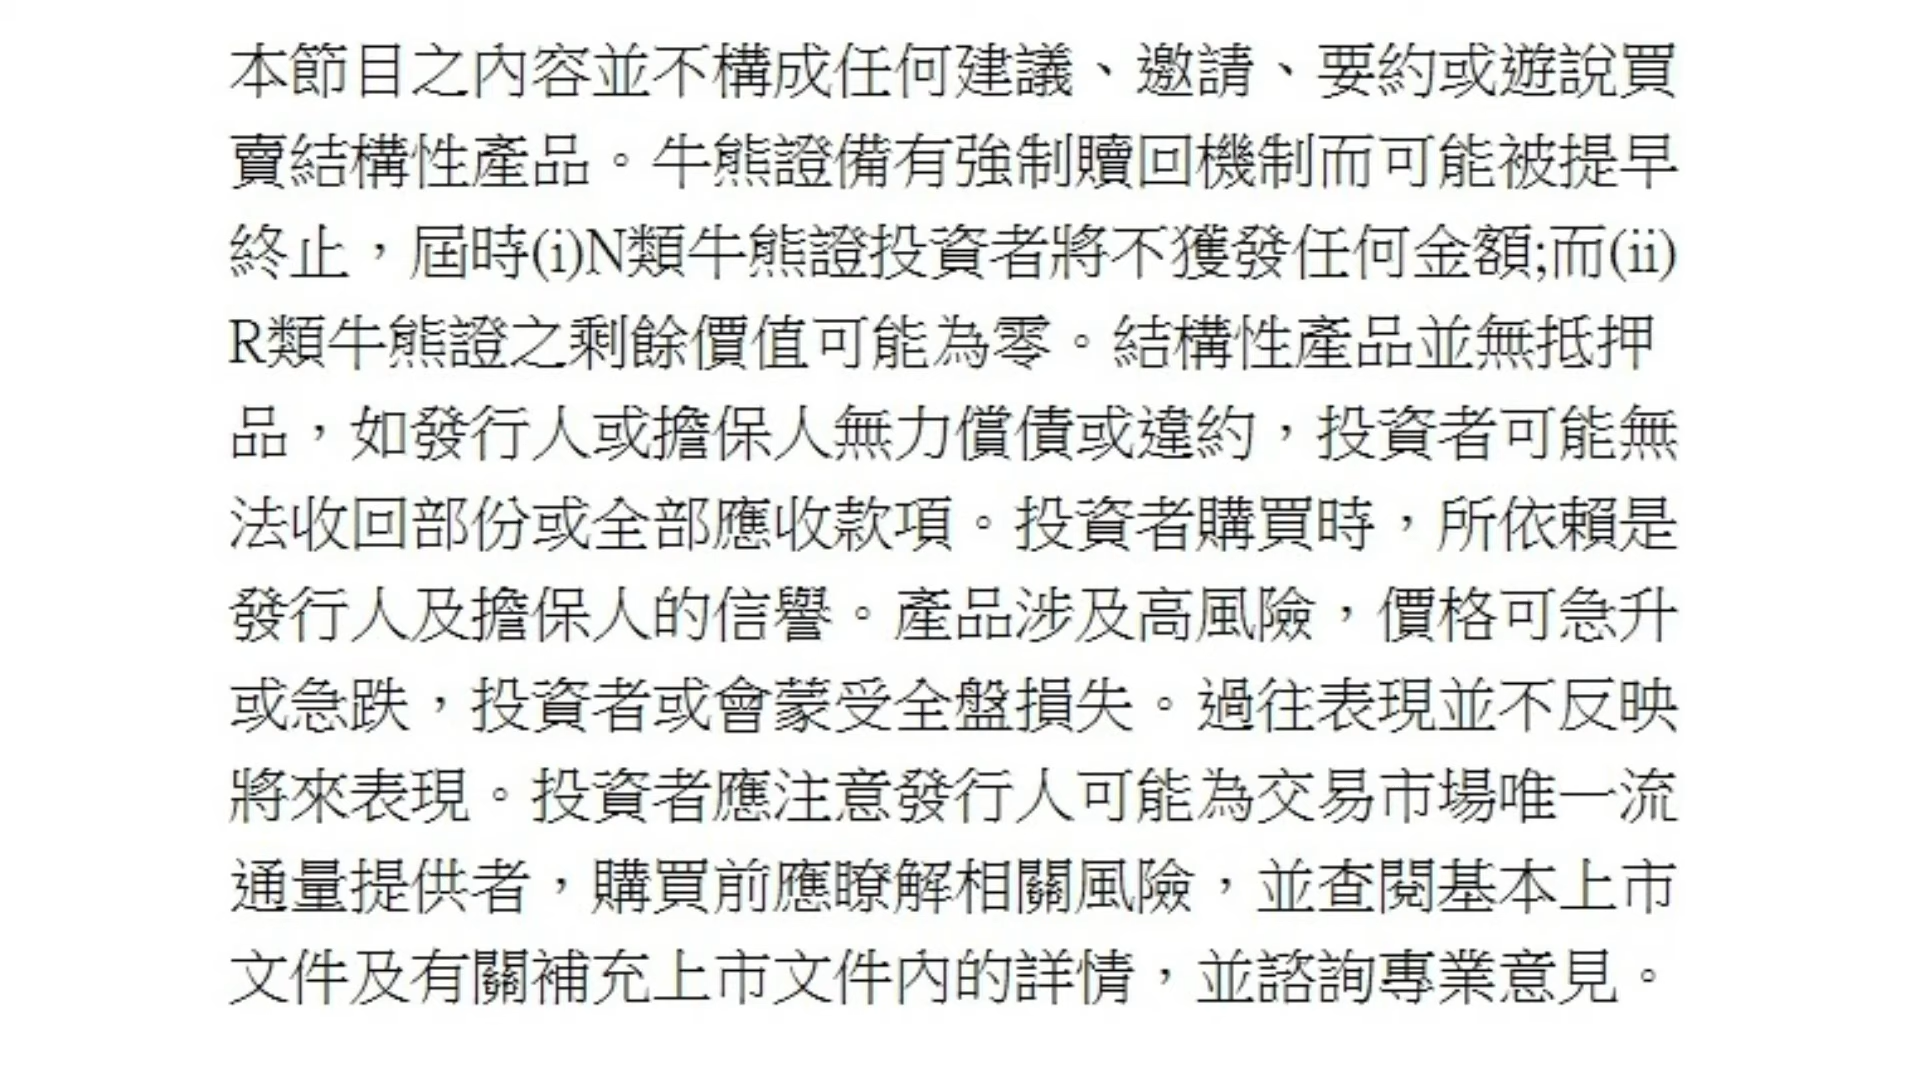 本節目之內容並不構成任何建議、邀請、要約或遊說買
賣結構性產品。牛熊證備有強制贖回機制而可能被提早
終止，屆時(i)N類牛熊證投資者將不獲發任何金額;而(ii)
R類牛熊證之剩餘價值可能為零。結構性產品並無抵押
品，如發行人或擔保人無力償債或違約，投資者可能無
法收回部份或全部應收款項。投資者購買時，所依賴是
發行人及擔保人的信譽。產品涉及高風險，價格可急升
或急跌，投資者或會蒙受全盤損失。過往表現並不反映
將來表現。投資者應注意發行人可能為交易市場唯一流
通量提供者，購買前應瞭解相關風險，並查閱基本上市
文件及有關補充上市文件內的詳情，並諮詢專業意見。